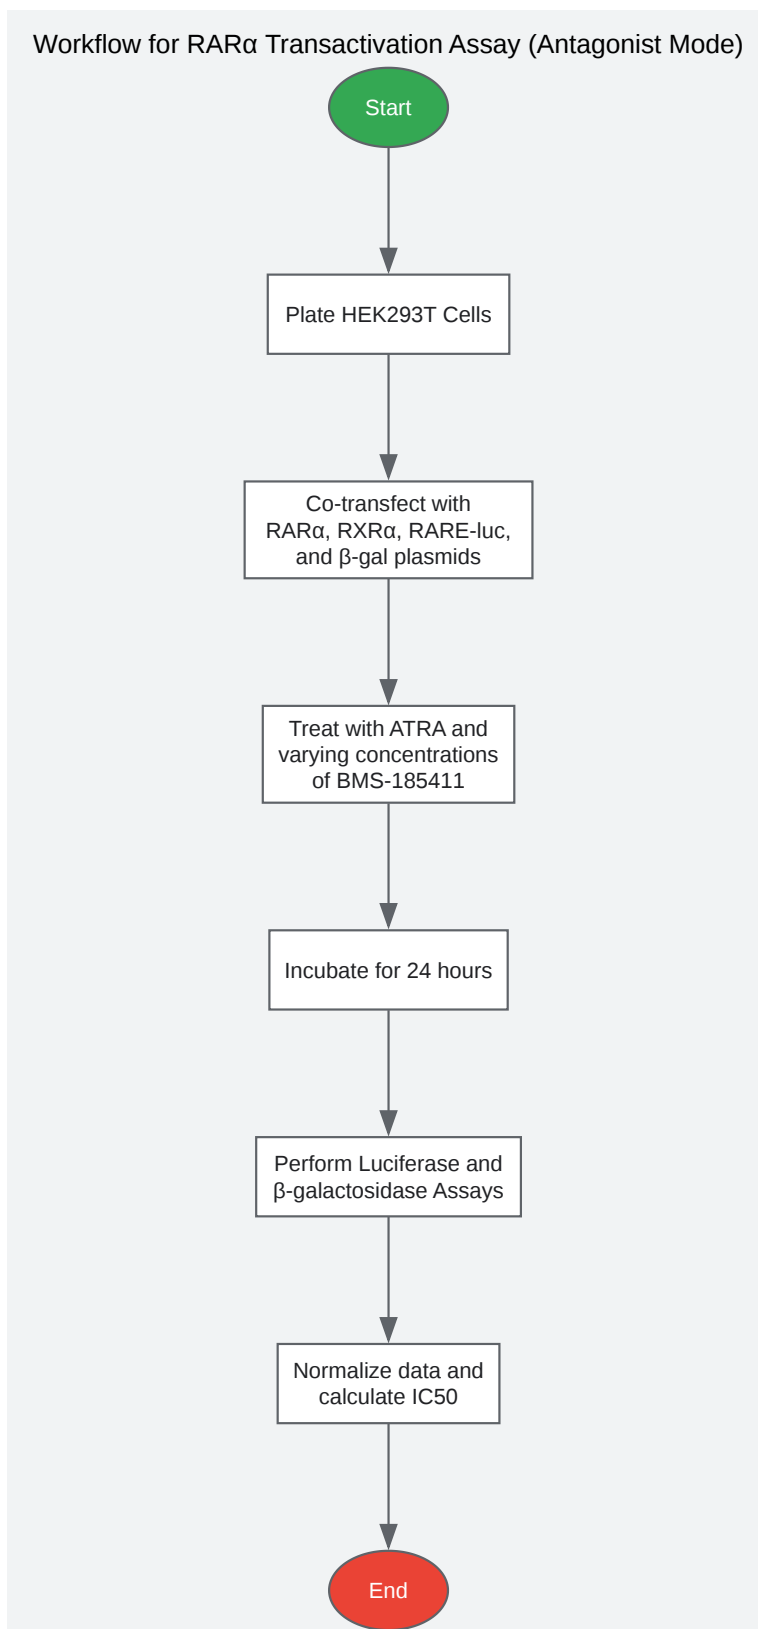 Workflow for RARα Transactivation Assay (Antagonist Mode)
Start
Plate HEK293T Cells
Co-transfect with
RARα, RXRα, RARE-luc,
and β-gal plasmids
Treat with ATRA and
varying concentrations
of BMS-185411
Incubate for 24 hours
Perform Luciferase and
β-galactosidase Assays
Normalize data and
calculate IC50
End